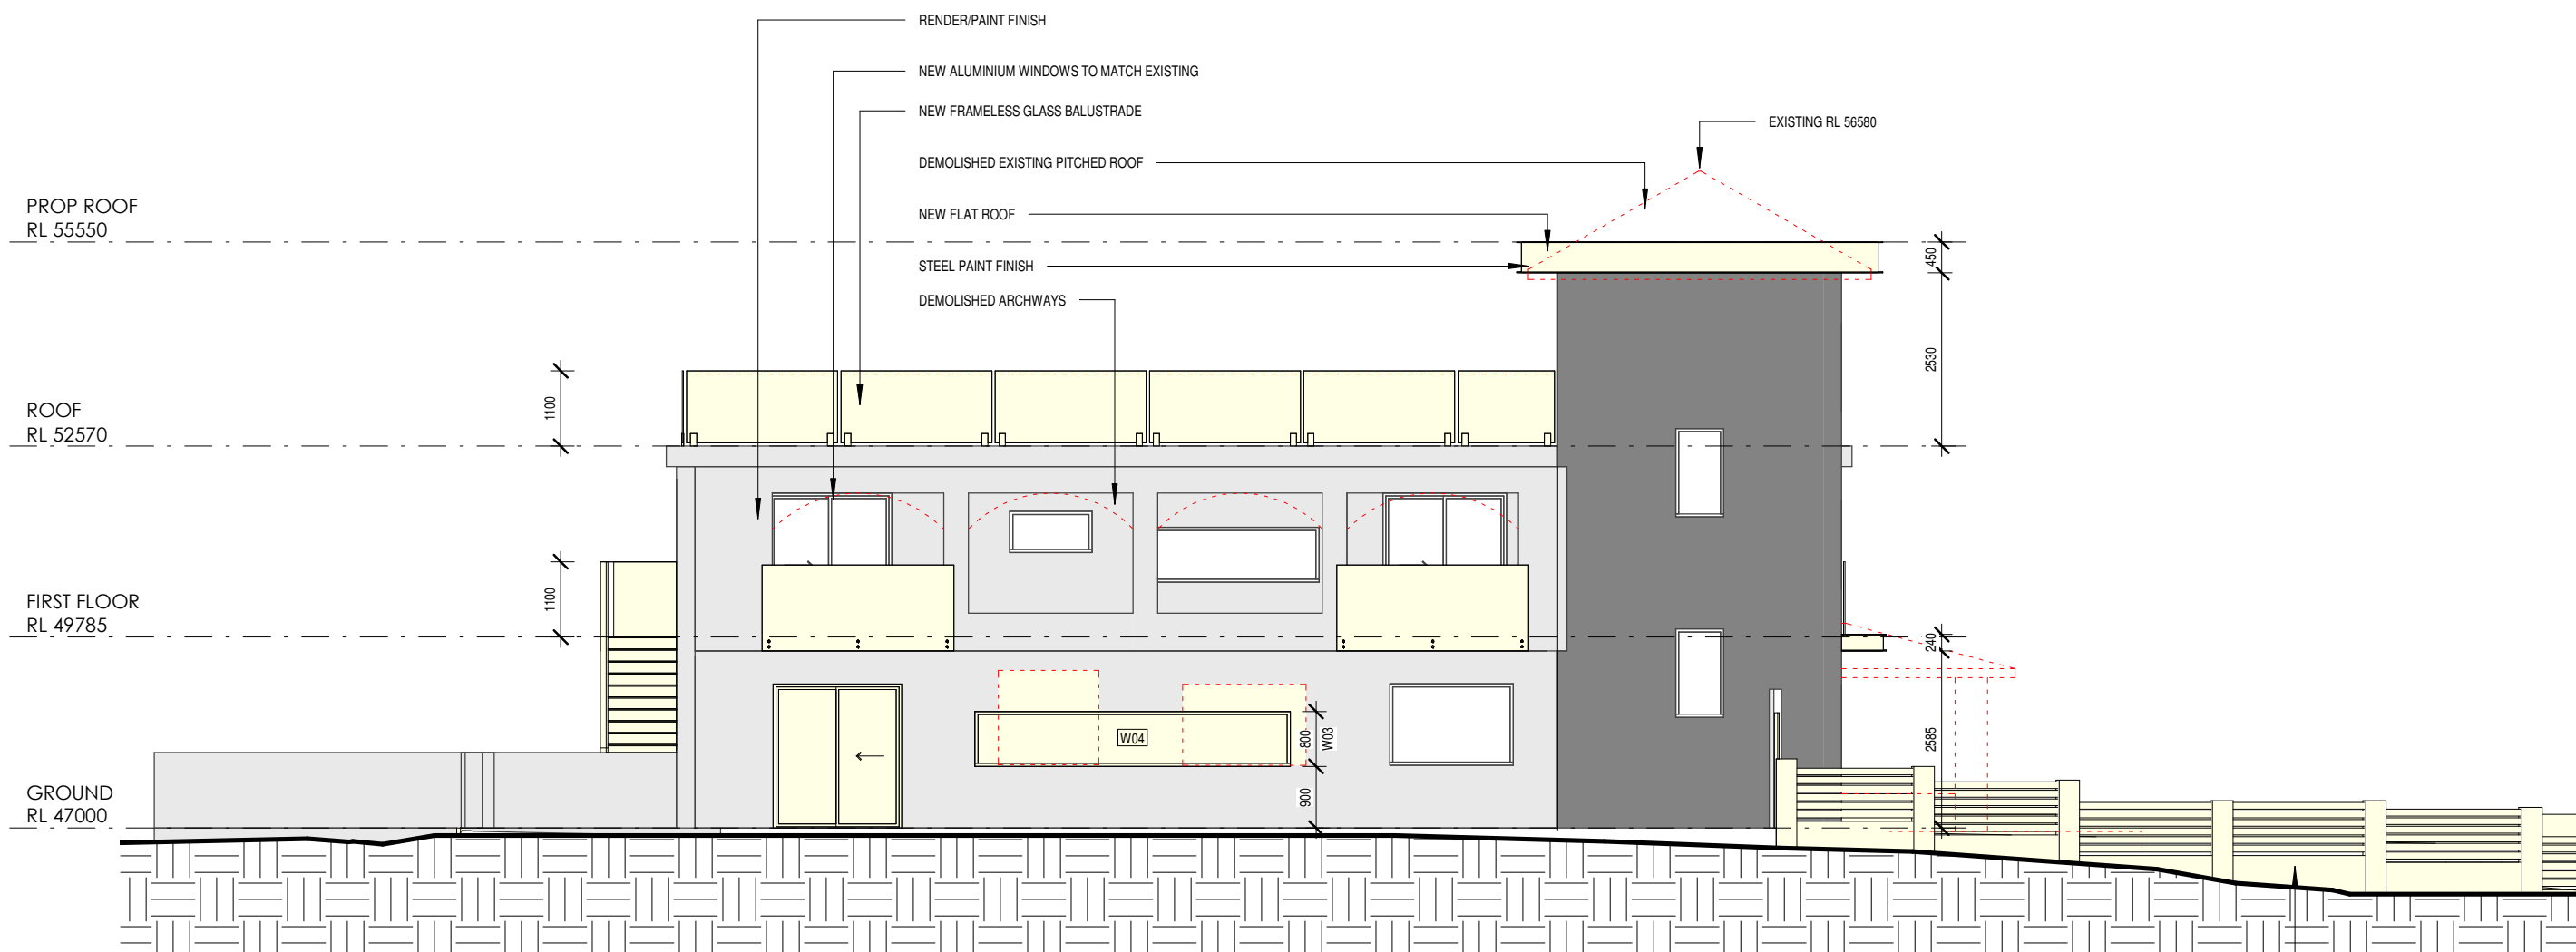 RENDER/PAINT FINISH
NEW ALUMINIUM WINDOWS TO MATCH EXISTING
NEW FRAMELESS GLASS BALUSTRADE
EXISTING RL 56580
DEMOLISHED EXISTING PITCHED ROOF
PROP ROOF
RL 55550
NEW FLAT ROOF
STEEL PAINT FINISH
450
DEMOLISHED ARCHWAYS
2530
1100
ROOF
RL 52570
1100
FIRST FLOOR
RL 49785
240
W04
800
W03
2585
900
GROUND
RL 47000